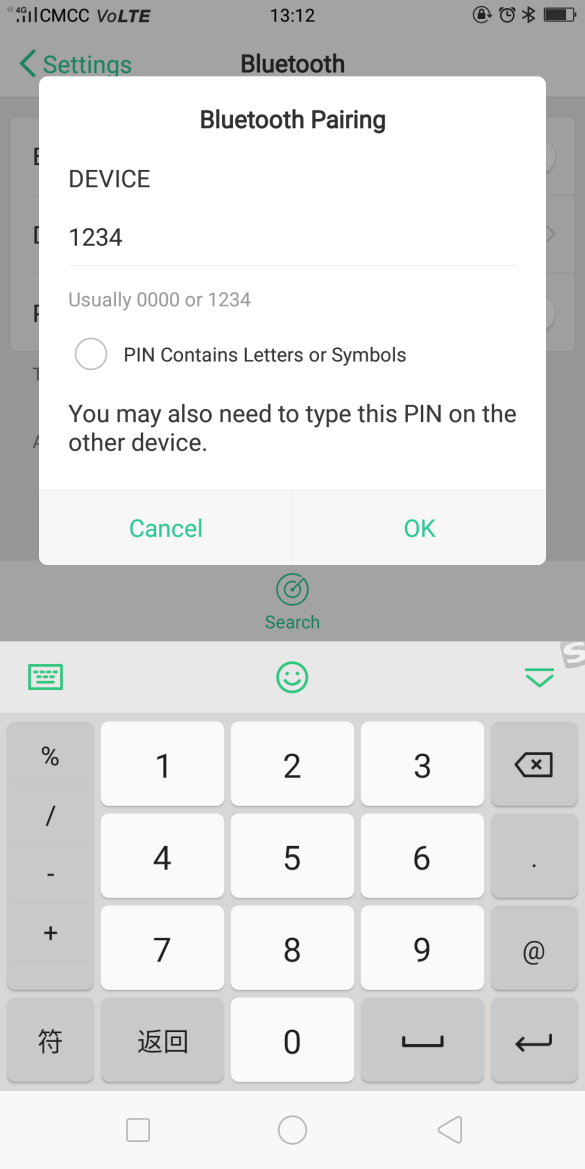 4G CMCC VoLTE 13:12
Settings Bluetooth
Bluetooth Pairing
DEVICE
1234
Usually 0000 or 1234
PIN Contains Letters or Symbols
You may also need to type this PIN on the
other device.
Cancel OK
Search
% 1 2 3
/
4 5 6 .
-
+ 7 8 9 @
符 返回 0